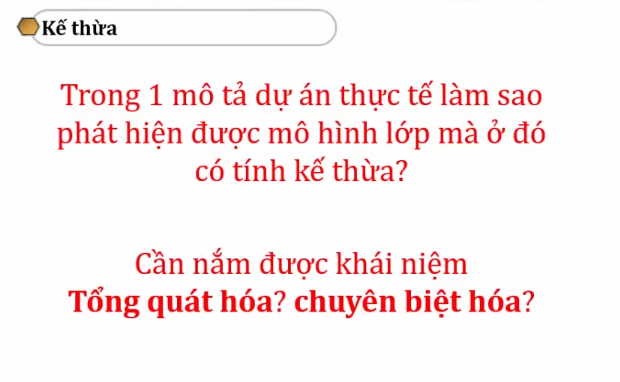 Kế thừa
Trong 1 mô tả dự án thực tế làm sao
phát hiện được mô hình lớp mà ở đó
có tính kế thừa?
Cần nắm được khái niệm
Tổng quát hóa? chuyên biệt hóa?